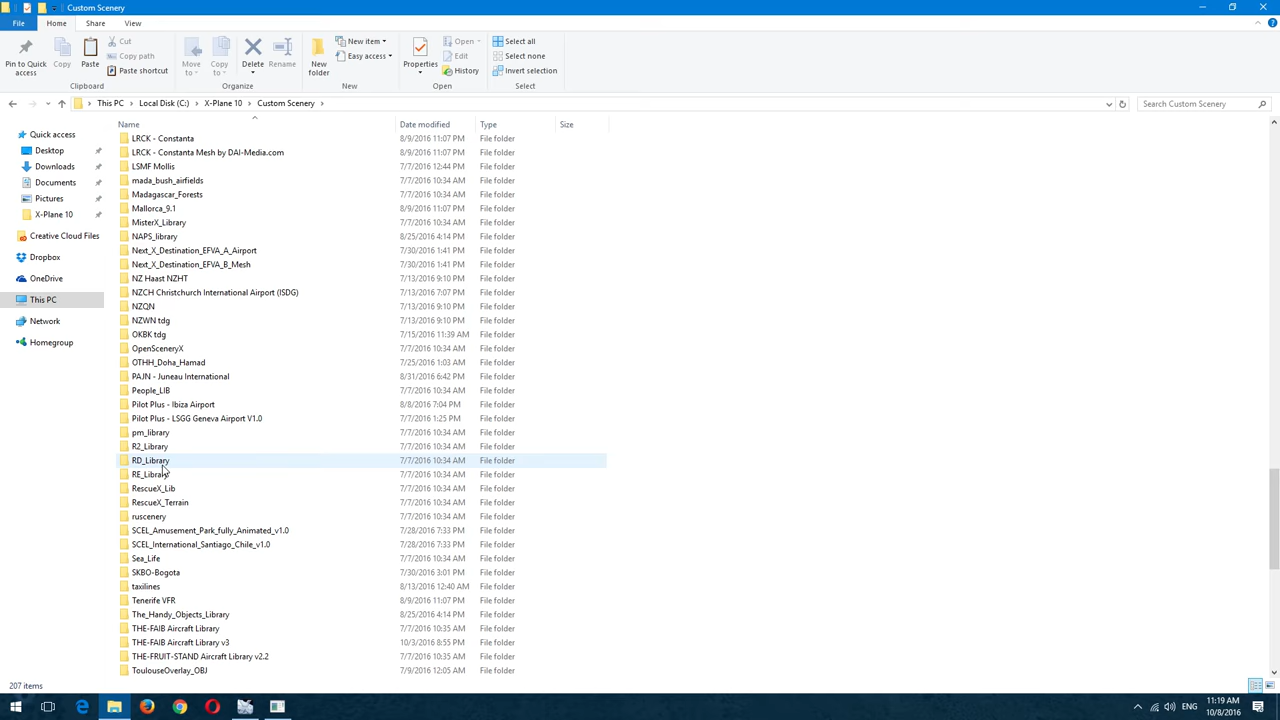 Custom Scenery
File
Home
Share
View
Pin to Quick access
Copy
Paste
Cut
Copy path
Paste shortcut
Clipboard
Move to
Copy to
Delete
Rename
Organize
New folder
New item
Easy access
New
Properties
Open
Edit
History
Open
Select all
Select none
Invert selection
Select
This PC
Local Disk (C:)
X-Plane 10
Custom Scenery
Search Custom Scenery
Quick access
Desktop
Downloads
Documents
Pictures
X-Plane 10
Creative Cloud Files
Dropbox
OneDrive
This PC
Network
Homegroup
Name Date modified Type Size
LRCK - Constanta 8/9/2016 11:07 PM File folder
LRCK - Constanta Mesh by DAI-Media.com 8/9/2016 11:07 PM File folder
LSMF Mollis 7/7/2016 12:44 PM File folder
mada_bush_airfields 7/7/2016 10:34 AM File folder
Madagascar_Forests 7/7/2016 10:34 AM File folder
Mallorca_9.1 8/9/2016 11:07 PM File folder
MisterX_Library 7/7/2016 10:34 AM File folder
NAPS_library 8/25/2016 4:14 PM File folder
Next_X_Destination_EFVA_A_Airport 7/30/2016 1:41 PM File folder
Next_X_Destination_EFVA_B_Mesh 7/30/2016 1:41 PM File folder
NZ Haast NZHT 7/13/2016 9:10 PM File folder
NZCH Christchurch International Airport (ISDG) 7/13/2016 7:07 PM File folder
NZQN 7/13/2016 9:10 PM File folder
NZWN tdg 7/13/2016 9:10 PM File folder
OKBK tdg 7/15/2016 11:39 AM File folder
OpenSceneryX 7/7/2016 10:34 AM File folder
OTHH_Doha_Hamad 7/25/2016 1:03 AM File folder
PAJN - Juneau International 8/31/2016 6:42 PM File folder
People_LIB 7/7/2016 10:34 AM File folder
Pilot Plus - Ibiza Airport 8/8/2016 7:04 PM File folder
Pilot Plus - LSGG Geneva Airport V1.0 7/7/2016 1:25 PM File folder
pm_library 7/7/2016 10:34 AM File folder
R2_Library 7/7/2016 10:34 AM File folder
RD_Library 7/7/2016 10:34 AM File folder
RE_Library 7/7/2016 10:34 AM File folder
RescueX_Lib 7/7/2016 10:34 AM File folder
RescueX_Terrain 7/7/2016 10:34 AM File folder
ruscenery 7/7/2016 10:34 AM File folder
SCEL_Amusement_Park_fully_Animated_v1.0 7/28/2016 7:33 PM File folder
SCEL_International_Santiago_Chile_v1.0 7/28/2016 7:33 PM File folder
Sea_Life 7/7/2016 10:34 AM File folder
SKBO-Bogota 7/30/2016 3:01 PM File folder
taxilines 8/13/2016 12:40 AM File folder
Tenerife VFR 8/9/2016 11:07 PM File folder
The_Handy_Objects_Library 8/25/2016 4:14 PM File folder
THE-FAIB Aircraft Library 7/7/2016 10:35 AM File folder
THE-FAIB Aircraft Library v3 10/3/2016 8:55 PM File folder
THE-FRUIT-STAND Aircraft Library v2.2 7/7/2016 10:35 AM File folder
ToulouseOverlay_OBJ 7/9/2016 12:05 AM File folder
207 items
ENG
11:19 AM
10/8/2016